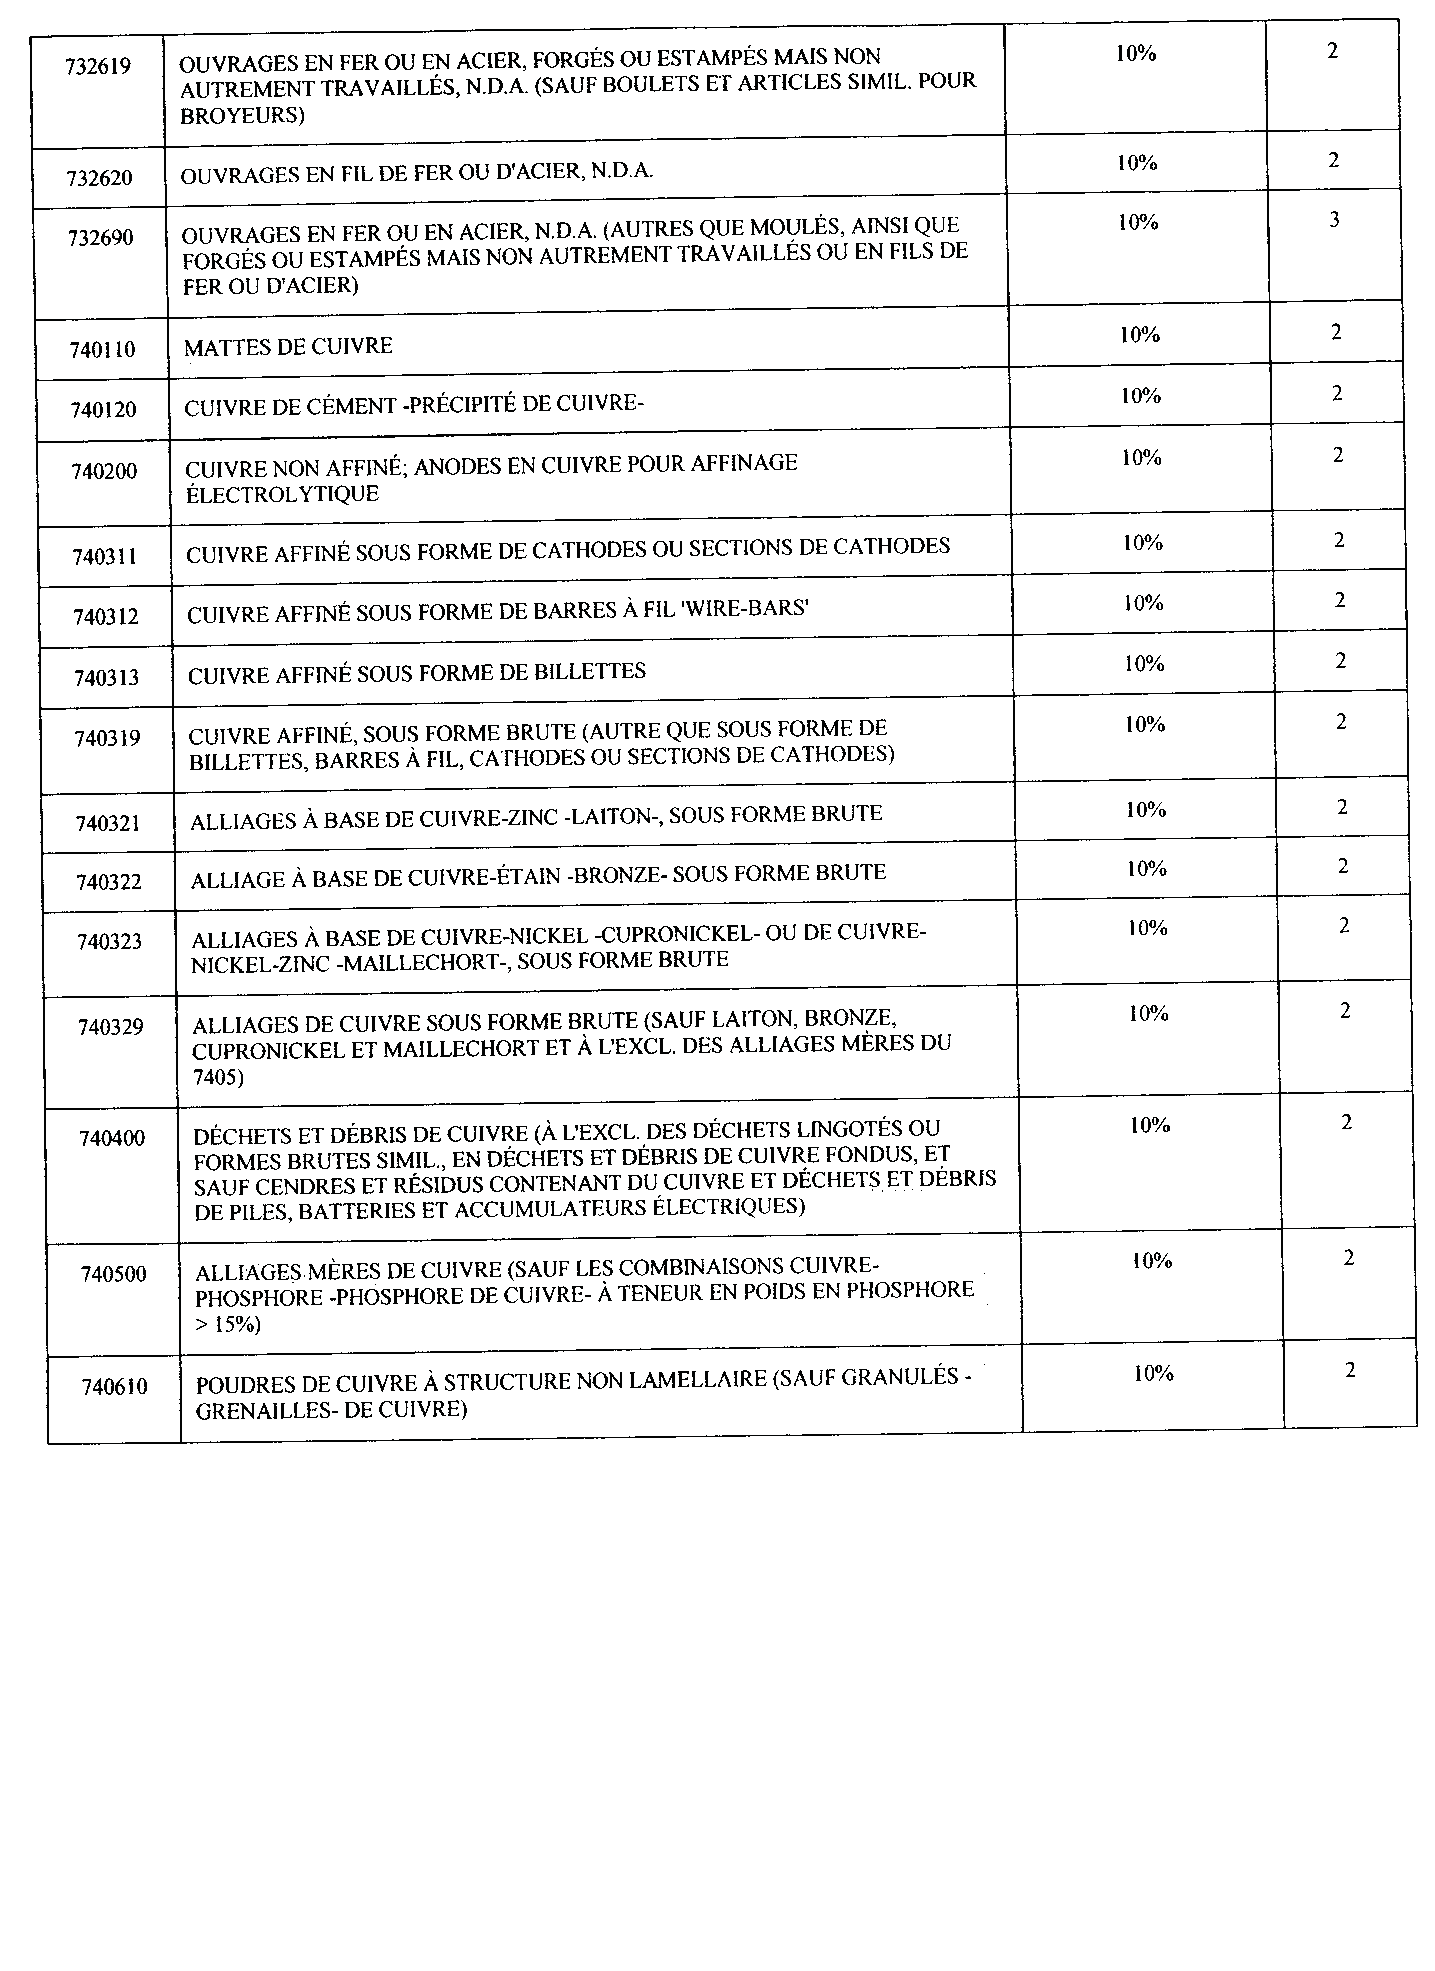 732619 OUVRAGES EN FER OU EN ACIER, FORGÉS OU ESTAMPÉS MAIS NON 10% 2
AUTREMENT TRAVAILLÉS, N.D.A. (SAUF BOULETS ET ARTICLES SIMIL. POUR
BROYEURS)
732620 OUVRAGES EN FIL DE FER OU D'ACIER, N.D.A. 10% 2
732690 OUVRAGES EN FER OU EN ACIER, N.D.A. (AUTRES QUE MOULÉS, AINSI QUE 10% 3
FORGÉS OU ESTAMPÉS MAIS NON AUTREMENT TRAVAILLÉS OU EN FILS DE
FER OU D'ACIER)
740110 MATTES DE CUIVRE 10% 2
740120 CUIVRE DE CÉMENT -PRÉCIPITÉ DE CUIVRE- 10% 2
740200 CUIVRE NON AFFINÉ; ANODES EN CUIVRE POUR AFFINAGE 10% 2
ÉLECTROLYTIQUE
740311 CUIVRE AFFINÉ SOUS FORME DE CATHODES OU SECTIONS DE CATHODES 10% 2
740312 CUIVRE AFFINÉ SOUS FORME DE BARRES À FIL 'WIRE-BARS' 10% 2
740313 CUIVRE AFFINÉ SOUS FORME DE BILLETTES 10% 2
740319 CUIVRE AFFINÉ, SOUS FORME BRUTE (AUTRE QUE SOUS FORME DE 10% 2
BILLETTES, BARRES À FIL, CATHODES OU SECTIONS DE CATHODES)
740321 ALLIAGES À BASE DE CUIVRE-ZINC -LAITON-, SOUS FORME BRUTE 10% 2
740322 ALLIAGE À BASE DE CUIVRE-ÉTAIN -BRONZE- SOUS FORME BRUTE 10% 2
740323 ALLIAGES À BASE DE CUIVRE-NICKEL -CUPRONICKEL- OU DE CUIVRE- 10% 2
NICKEL-ZINC -MAILLECHORT-, SOUS FORME BRUTE
740329 ALLIAGES DE CUIVRE SOUS FORME BRUTE (SAUF LAITON, BRONZE, 10% 2
CUPRONICKEL ET MAILLECHORT ET À L'EXCL. DES ALLIAGES MÈRES DU
7405)
740400 DÉCHETS ET DÉBRIS DE CUIVRE (À L'EXCL. DES DÉCHETS LINGOTÉS OU 10% 2
FORMES BRUTES SIMIL., EN DÉCHETS ET DÉBRIS DE CUIVRE FONDUS, ET
SAUF CENDRES ET RÉSIDUS CONTENANT DU CUIVRE ET DÉCHETS ET DÉBRIS
DE PILES, BATTERIES ET ACCUMULATEURS ÉLECTRIQUES)
740500 ALLIAGES MÈRES DE CUIVRE (SAUF LES COMBINAISONS CUIVRE- 10% 2
PHOSPHORE -PHOSPHORE DE CUIVRE- À TENEUR EN POIDS EN PHOSPHORE
> 15%)
740610 POUDRES DE CUIVRE À STRUCTURE NON LAMELLAIRE (SAUF GRANULÉS - 10% 2
GRENAILLES- DE CUIVRE)